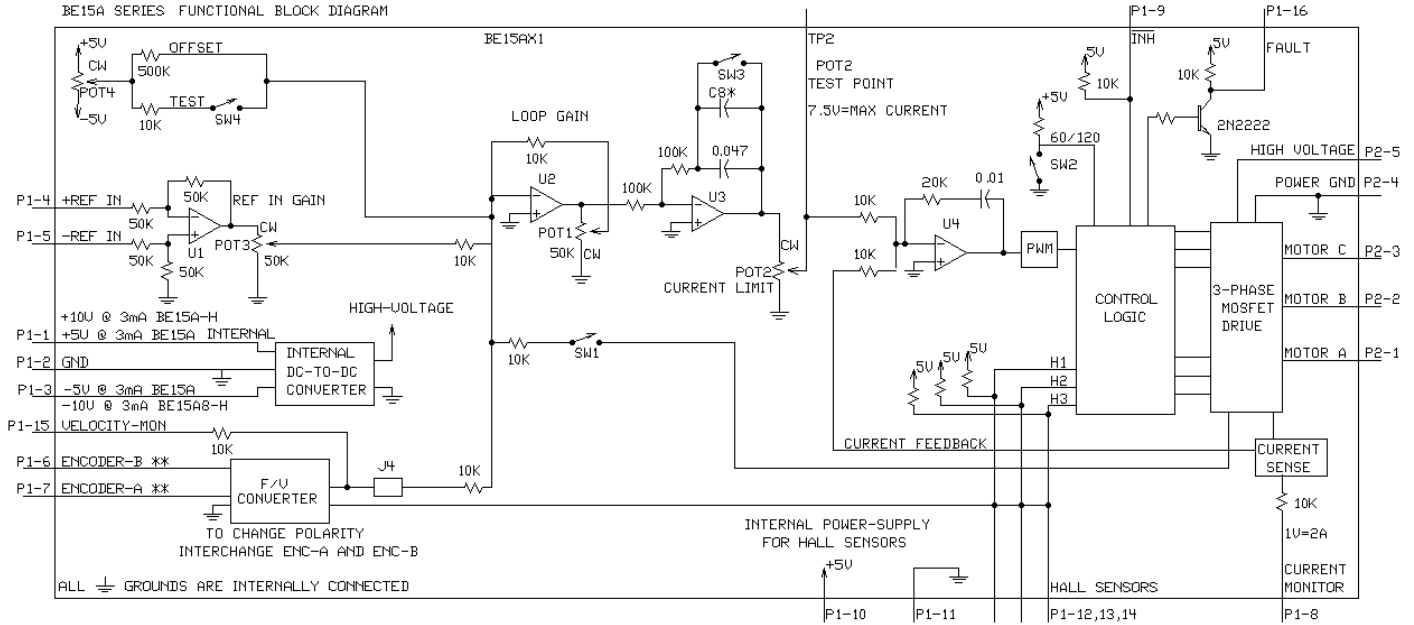 BE15A SERIES FUNCTIONAL BLOCK DIAGRAM
P1-9
P1-16
+5V
OFFSET
BE15AX1
TP2
INH
5V
FAULT
CW
500K
SW3
POT2
TEST POINT
5V
10K
10K
POT4
TEST
C8*
-5V
10K
SW4
7.5V=MAX CURRENT
+5V
LOOP GAIN
2N2222
10K
0.047
60/120
100K
SW2
HIGH VOLTAGE
P2-5
U2
U3
20K
0.01
POWER GND
P2-4
50K
P1-4
+REF IN
REF IN GAIN
100K
10K
U4
50K
CW
POT1
CW
P1-5
-REF IN
U1
POT3
50K
CW
PWM
MOTOR C
P2-3
50K
50K
50K
10K
POT2
10K
CURRENT LIMIT
3-PHASE
MOSFET
DRIVE
CONTROL
LOGIC
MOTOR B
P2-2
HIGH-VOLTAGE
+10V @ 3mA BE15A-H
P1-1
+5V @ 3mA BE15A
INTERNAL
INTERNAL
DC-TO-DC
CONVERTER
P1-2
GND
10K
SW1
MOTOR A
P2-1
5V
5V
5V
H1
H2
H3
P1-3
-5V @ 3mA BE15A
-10V @ 3mA BE15A8-H
P1-15
VELOCITY-MON
10K
CURRENT FEEDBACK
CURRENT
SENSE
P1-6
ENCODER-B **
J4
10K
F/V
CONVERTER
P1-7
ENCODER-A **
10K
TO CHANGE POLARITY
INTERCHANGE ENC-A AND ENC-B
INTERNAL POWER-SUPPLY
FOR HALL SENSORS
1V=2A
+5V
CURRENT
MONITOR
ALL GROUNDS ARE INTERNALLY CONNECTED
HALL SENSORS
P1-10
P1-11
P1-12,13,14
P1-8